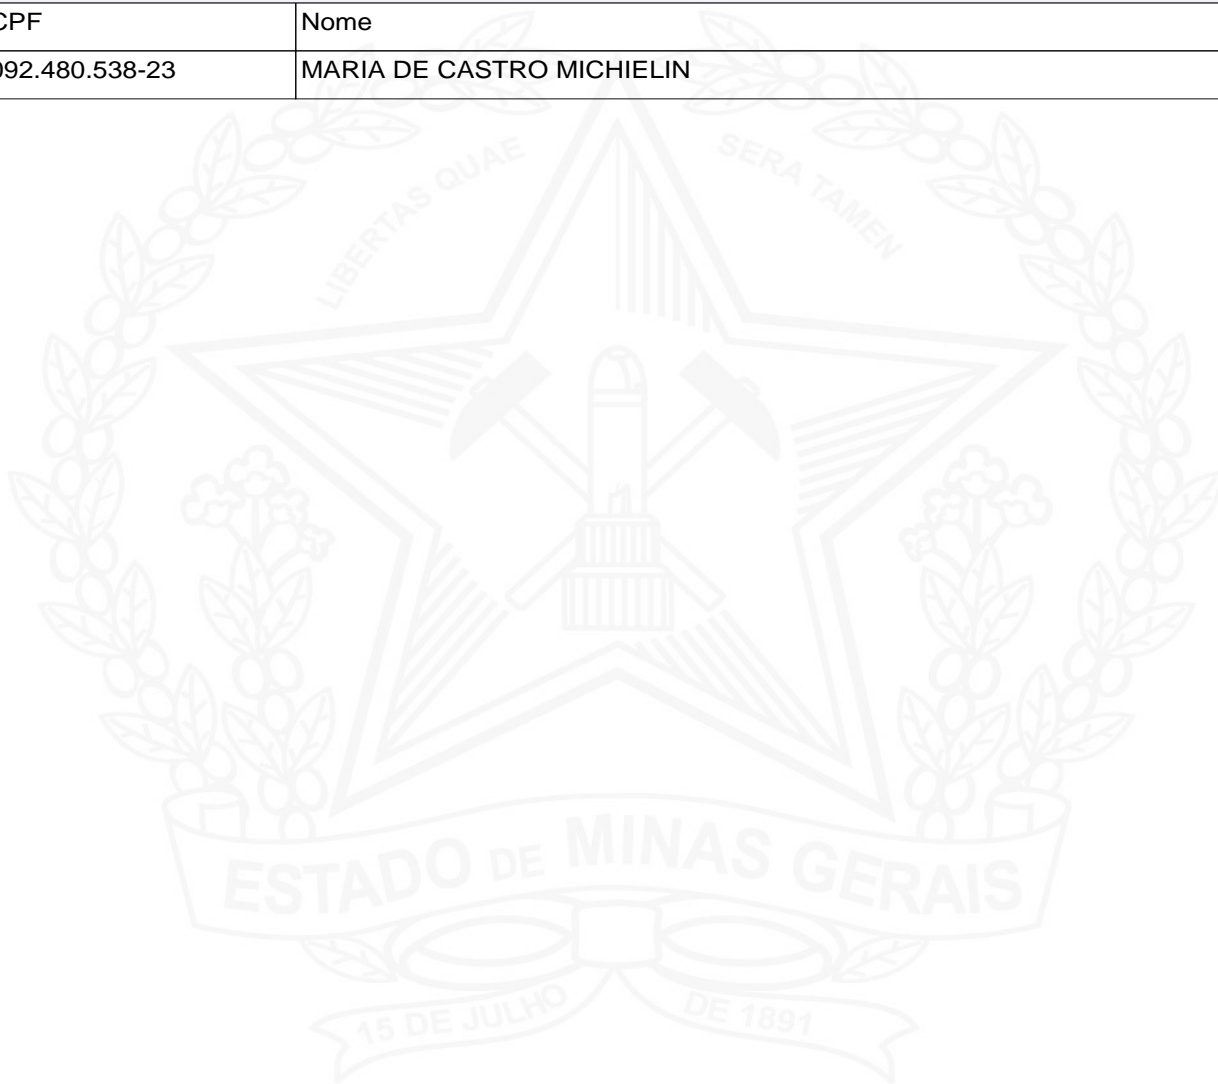 CPF Nome
092.480.538-23 MARIA DE CASTRO MICHIELIN
LIBERTAS QUAE SERA TAMEN
ESTADO DE MINAS GERAIS
15 DE JULHO DE 1891